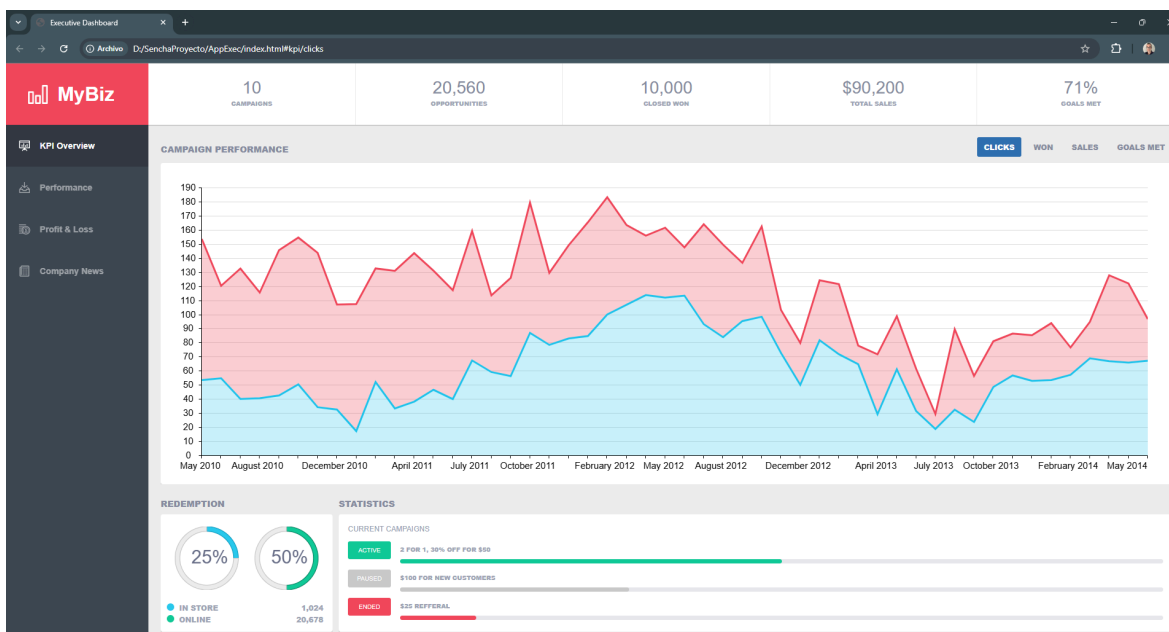 Executive Dashboard
Archivo D:/SenchaProyecto/AppExec/index.html#kpi/clicks
MyBiz
10
CAMPAIGNS
20,560
OPPORTUNITIES
10,000
CLOSED WON
$90,200
TOTAL SALES
71%
GOALS MET
KPI Overview
Performance
Profit & Loss
Company News
CAMPAIGN PERFORMANCE
CLICKS WON SALES GOALS MET
190
180
170
160
150
140
130
120
110
100
90
80
70
60
50
40
30
20
10
0
May 2010 August 2010 December 2010 April 2011 July 2011 October 2011 February 2012 May 2012 August 2012 December 2012 April 2013 July 2013 October 2013 February 2014 May 2014
REDEMPTION
25% 50%
IN STORE 1,024
ONLINE 20,678
STATISTICS
CURRENT CAMPAIGNS
ACTIVE 2 FOR 1, 30% OFF FOR $50
PAUSED $100 FOR NEW CUSTOMERS
ENDED $25 REFFERAL